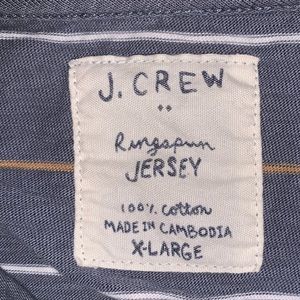 J. CREW
Ringspun
JERSEY
100% cotton
MADE IN CAMBODIA
X-LARGE